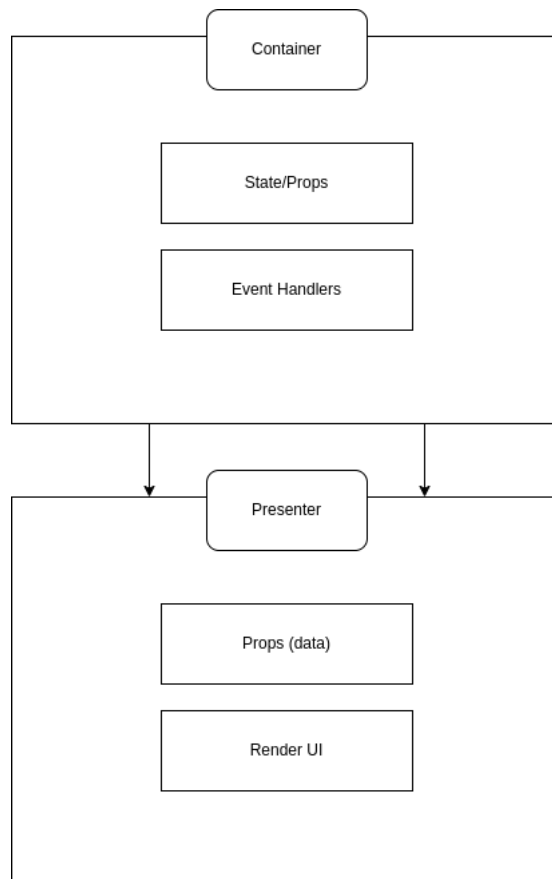 Container
State/Props
Event Handlers
Presenter
Props (data)
Render UI